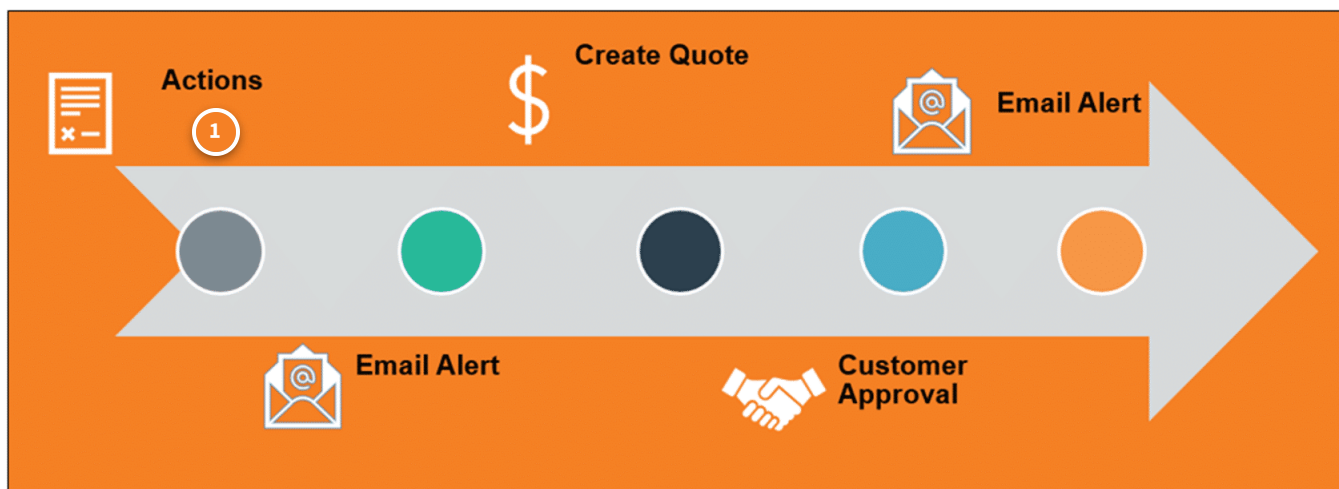 Actions
1
Email Alert
Create Quote
Customer
Approval
@ Email Alert
@